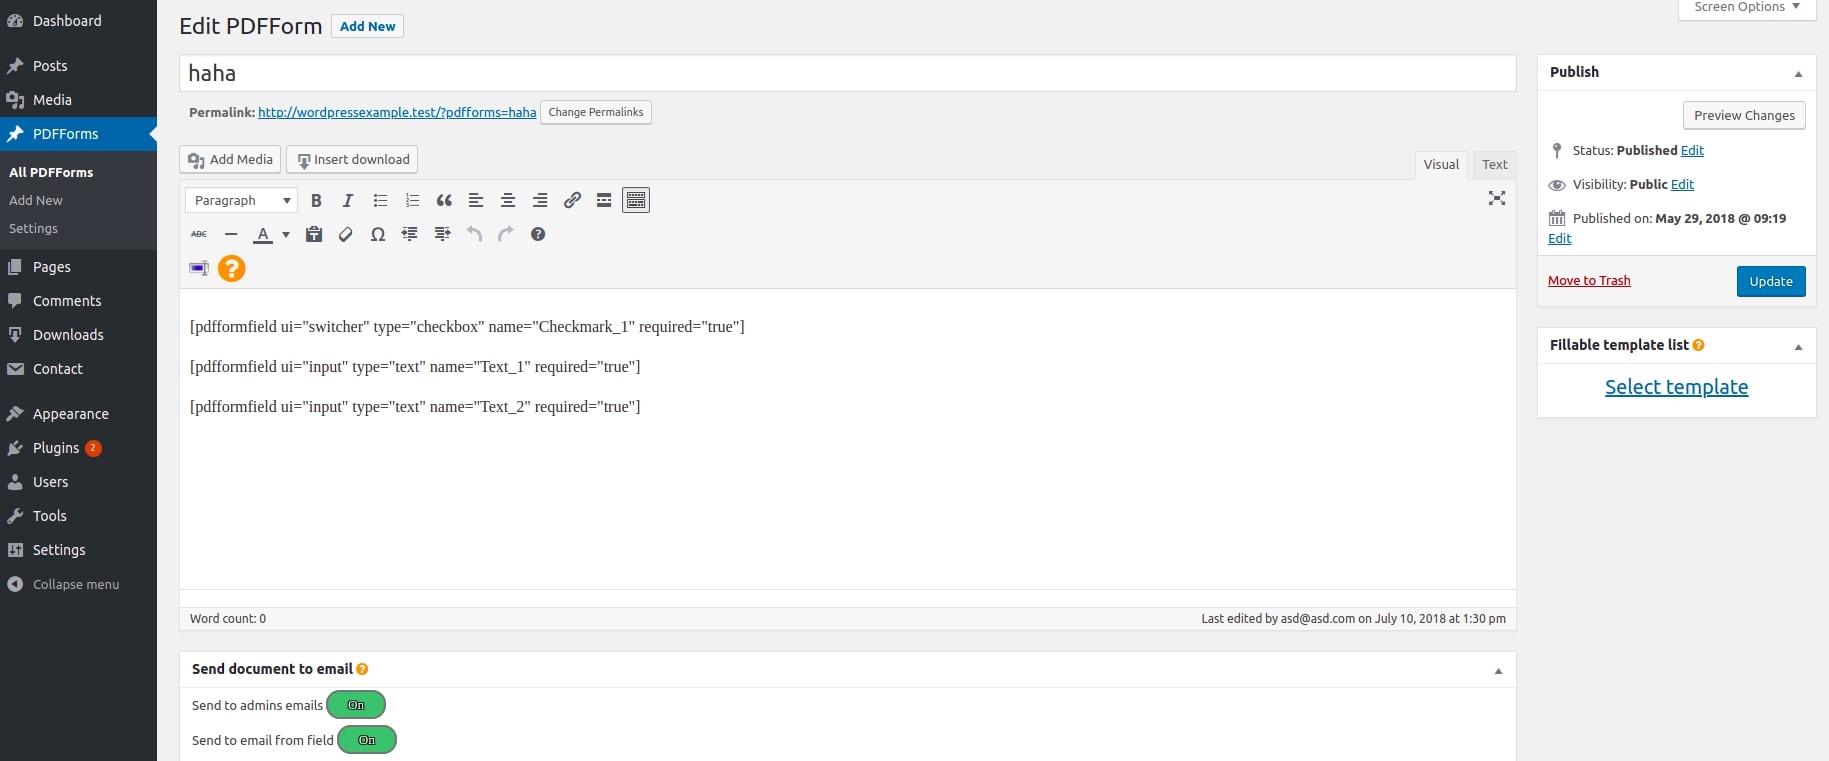 Dashboard
Posts
Media
PDFForms
All PDFForms
Add New
Settings
Pages
Comments
Downloads
Contact
Appearance
Plugins 2
Users
Tools
Settings
Collapse menu
Screen Options
Edit PDFForm Add New
haha
Permalink: http://wordpressexample.test/?pdfforms=haha Change Permalinks
Add Media Insert download
Visual Text
Paragraph B I
ABC A Ω ?
?
[pdfformfield ui="switcher" type="checkbox" name="Checkmark_1" required="true"]
[pdfformfield ui="input" type="text" name="Text_1" required="true"]
[pdfformfield ui="input" type="text" name="Text_2" required="true"]
Word count: 0 Last edited by asd@asd.com on July 10, 2018 at 1:30 pm
Send document to email ?
Send to admins emails On
Send to email from field On
Publish
Preview Changes
Status: Published Edit
Visibility: Public Edit
Published on: May 29, 2018 @ 09:19
Edit
Move to Trash Update
Fillable template list ?
Select template